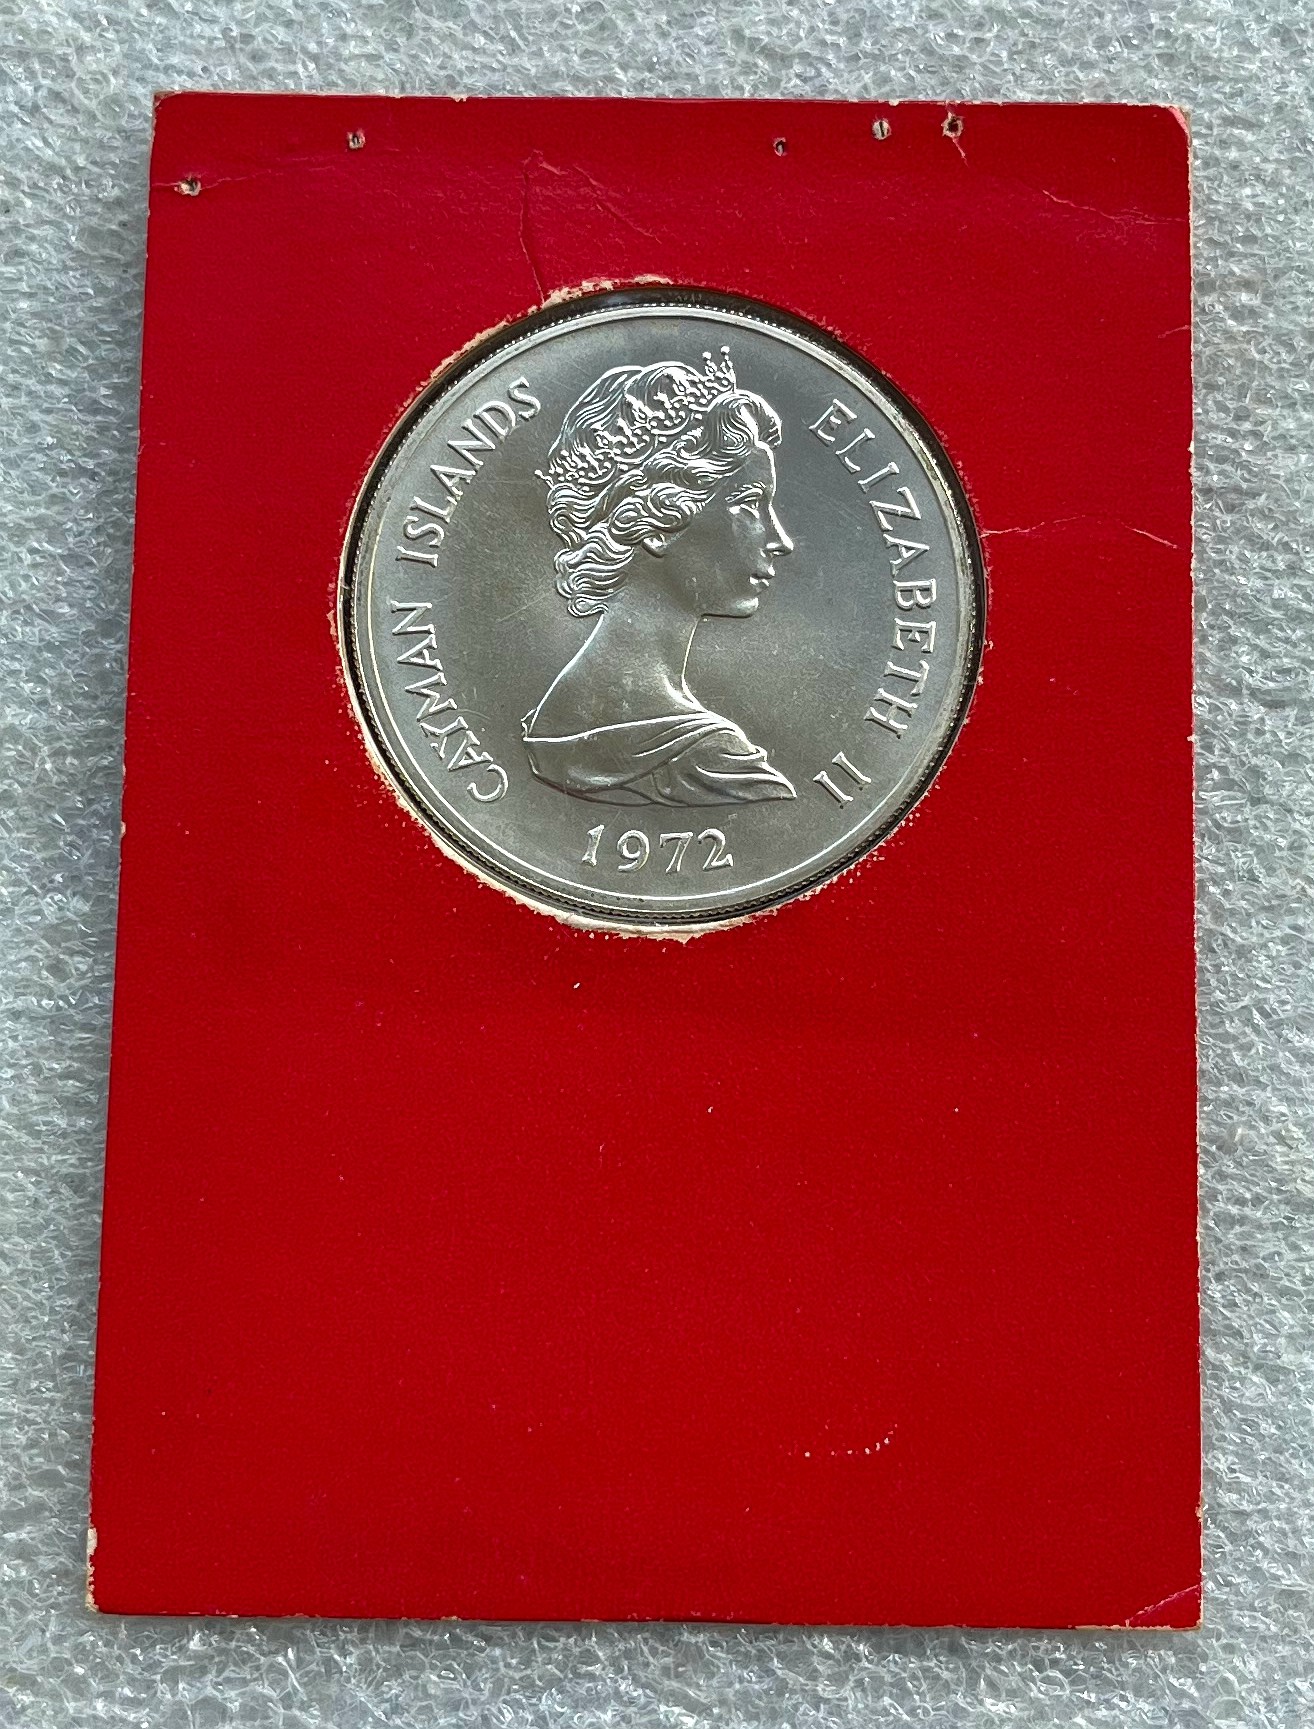 CAYMAN ISLANDS
ELIZABETH II
1972